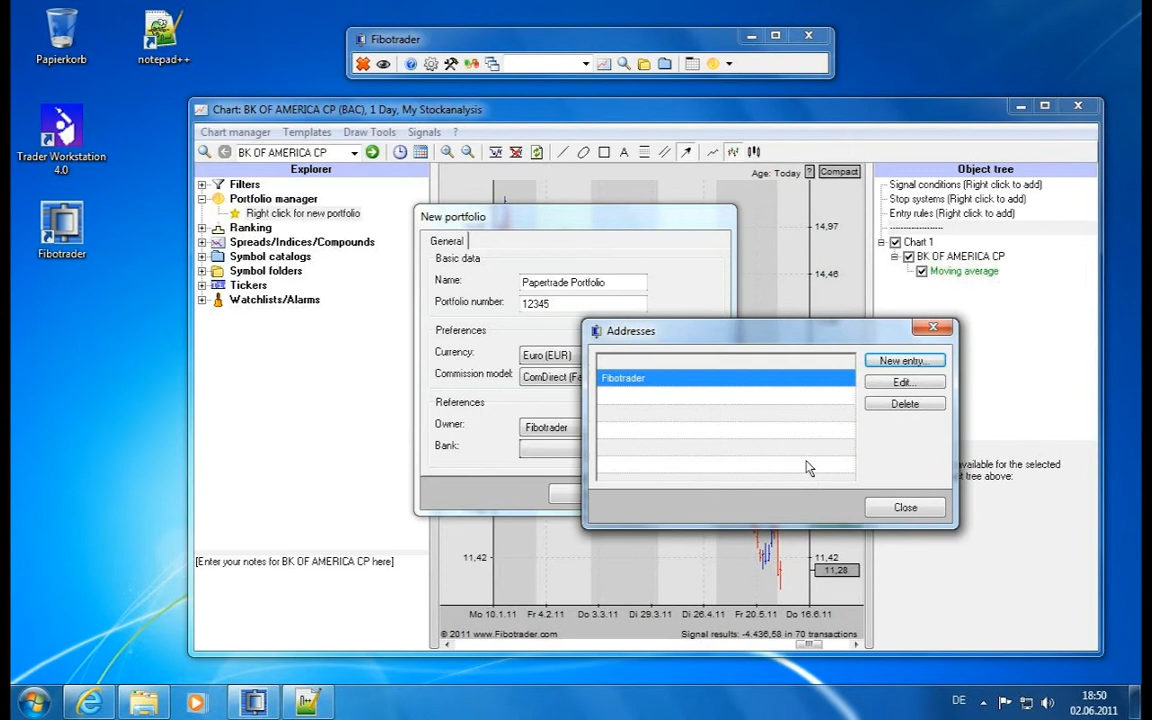 Papierkorb
notepad++
Trader Workstation
4.0
Fibotrader
Fibotrader
Chart: BK OF AMERICA CP (BAC), 1 Day, My Stockanalysis
Chart manager Templates Draw Tools Signals ?
BK OF AMERICA CP
Explorer
Filters
Portfolio manager
Right click for new portfolio
Ranking
Spreads/Indices/Compounds
Symbol catalogs
Symbol folders
Tickers
Watchlists/Alarms
[Enter your notes for BK OF AMERICA CP here]
Age: Today ? Compact
14,97
14,46
11,42
11,42
11,28
Mo 10.1.11 Fr 4.2.11 Do 3.3.11 Di 29.3.11 Di 26.4.11 Fr 20.5.11 Do 16.6.11
© 2011 www.Fibotrader.com Signal results: -4.436,58 in 70 transactions
Object tree
Signal conditions (Right click to add)
Stop systems (Right click to add)
Entry rules (Right click to add)
Chart 1
BK OF AMERICA CP
Moving average
available for the selected
tree above:
New portfolio
General
Basic data
Name: Papertrade Portfolio
Portfolio number: 12345
Preferences
Currency: Euro (EUR)
Commission model: ComDirect (Fa
References
Owner: Fibotrader
Bank:
Addresses
Fibotrader
New entry...
Edit...
Delete
Close
DE
18:50
02.06.2011